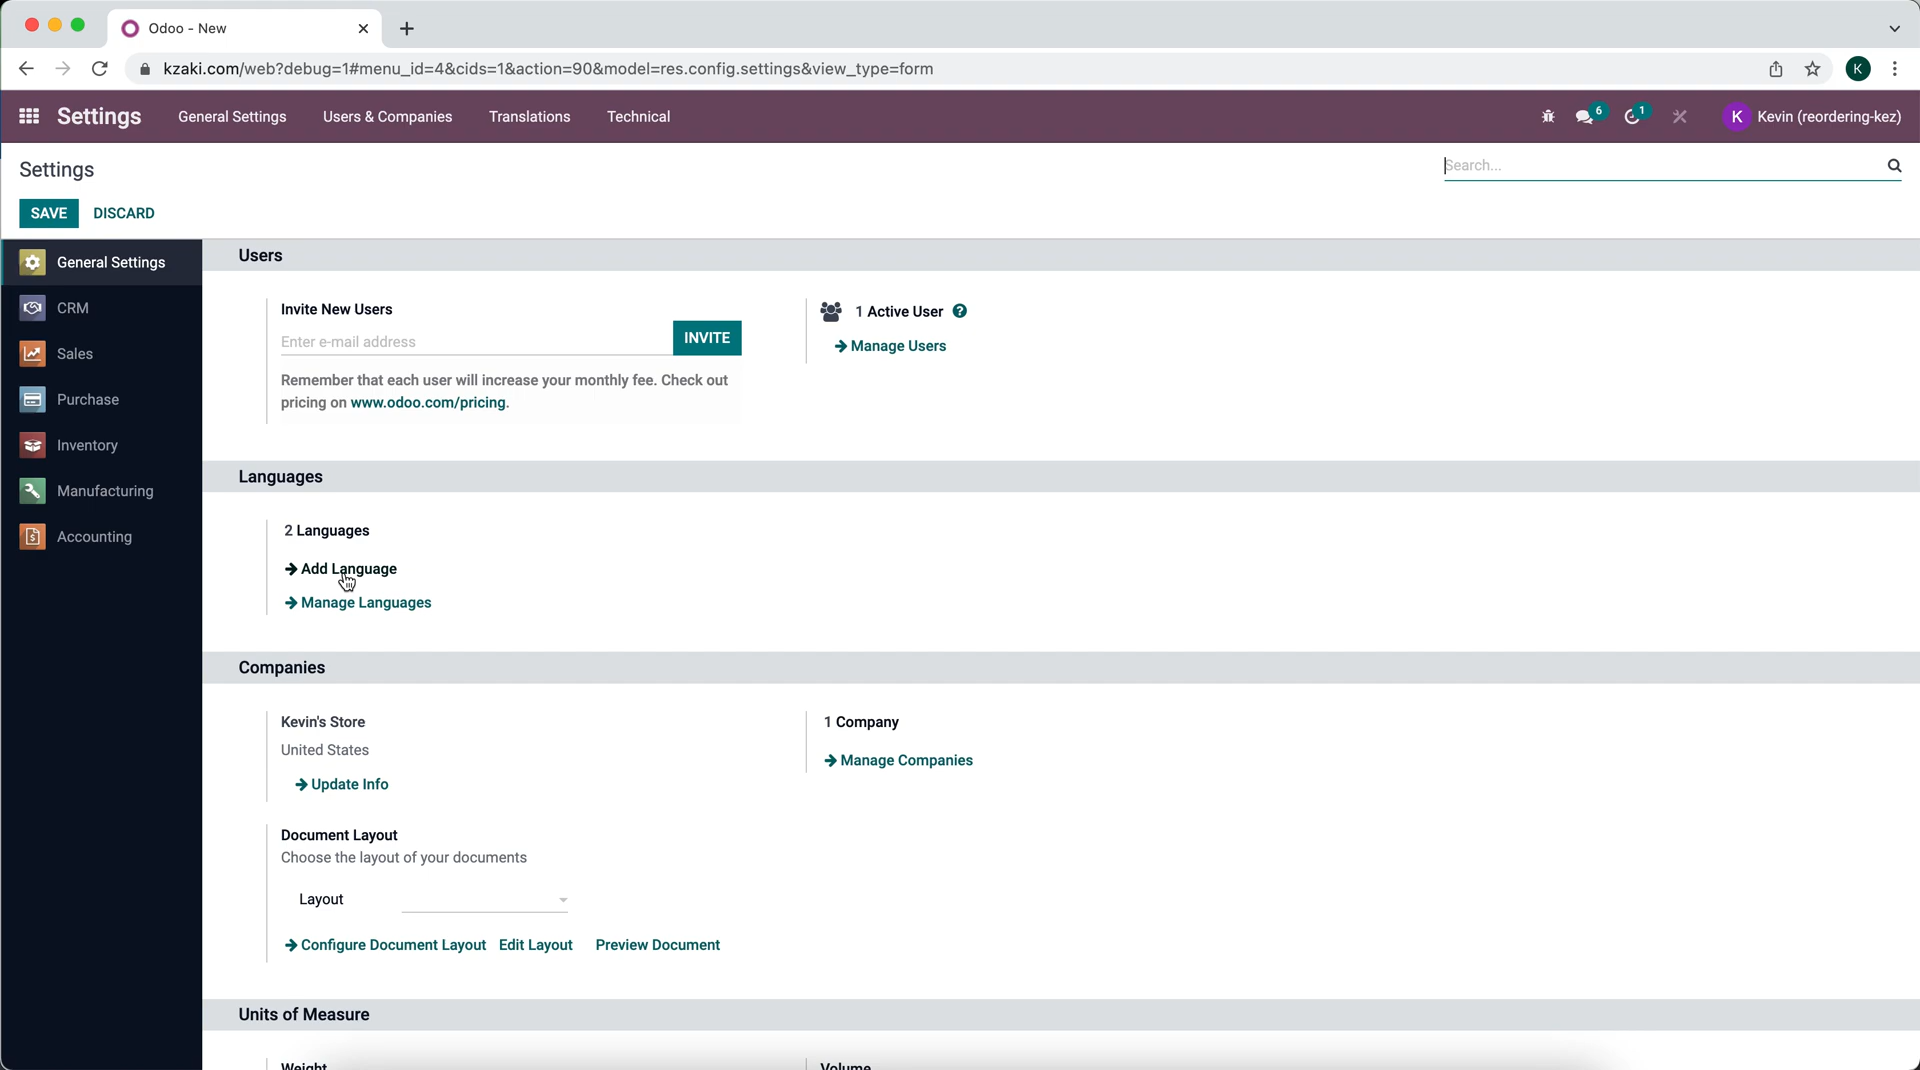 Odoo - New
kzaki.com/web?debug=1#menu_id=4&cids=1&action=90&model=res.config.settings&view_type=form
K
Settings
General Settings
Users & Companies
Translations
Technical
6
1
K
Kevin (reordering-kez)
Settings
Search...
SAVE
DISCARD
General Settings
CRM
Sales
Purchase
Inventory
Manufacturing
Accounting
Users
Invite New Users
Enter e-mail address
INVITE
Remember that each user will increase your monthly fee. Check out
pricing on www.odoo.com/pricing.
1 Active User
Manage Users
Languages
2 Languages
Add Language
Manage Languages
Companies
Kevin's Store
United States
Update Info
1 Company
Manage Companies
Document Layout
Choose the layout of your documents
Layout
Configure Document Layout
Edit Layout
Preview Document
Units of Measure
Weight
Volume